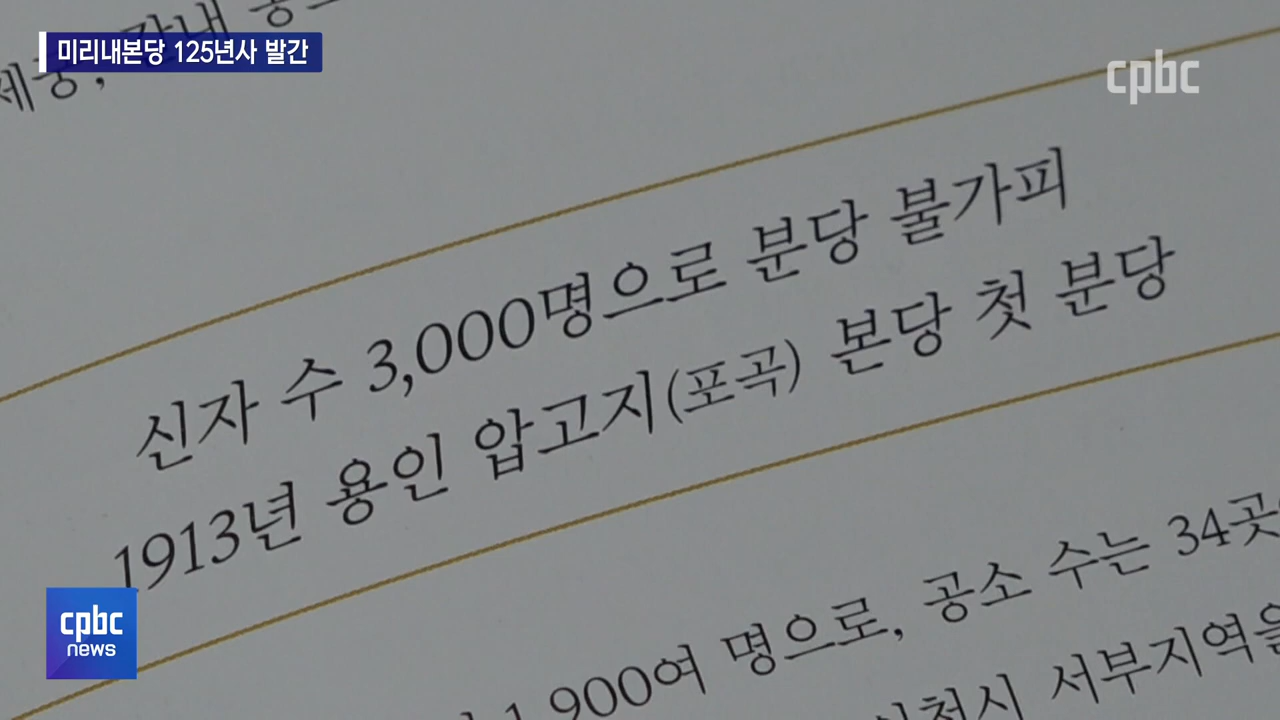 미리내본당 125년사 발간
cpbc
신자 수 3,000명으로 분당 불가피
1913년 용인 압고지(포곡) 본당 첫 분당
공소 수는 34곳
900여 명으로,
서부지역을
cpbc
news